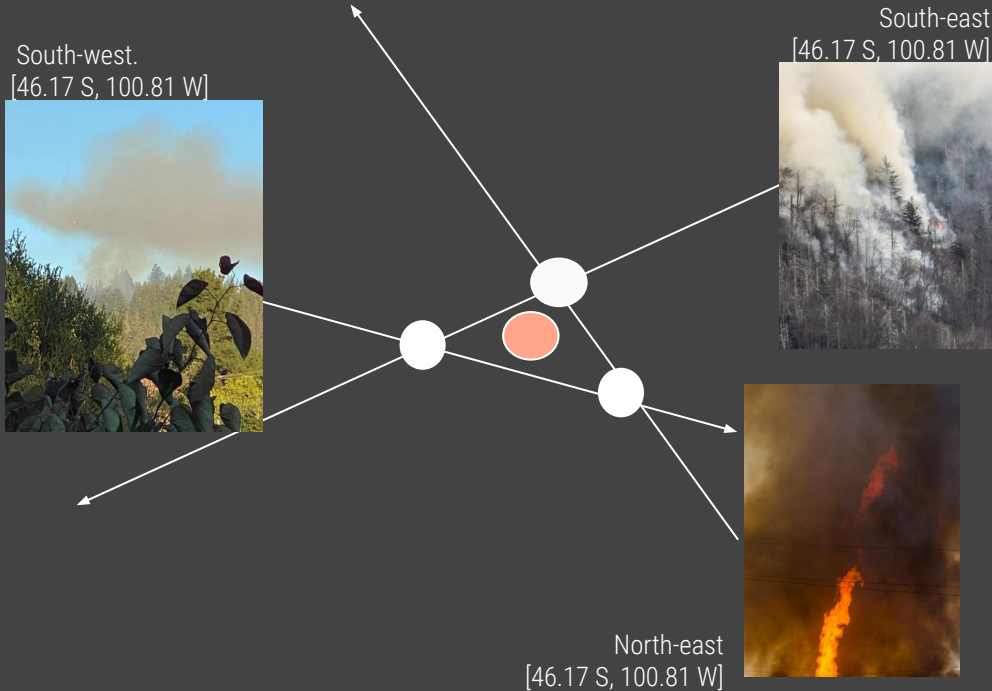 South-west.
[46.17 S, 100.81 W]
South-east
[46.17 S, 100.81 W]
North-east
[46.17 S, 100.81 W]